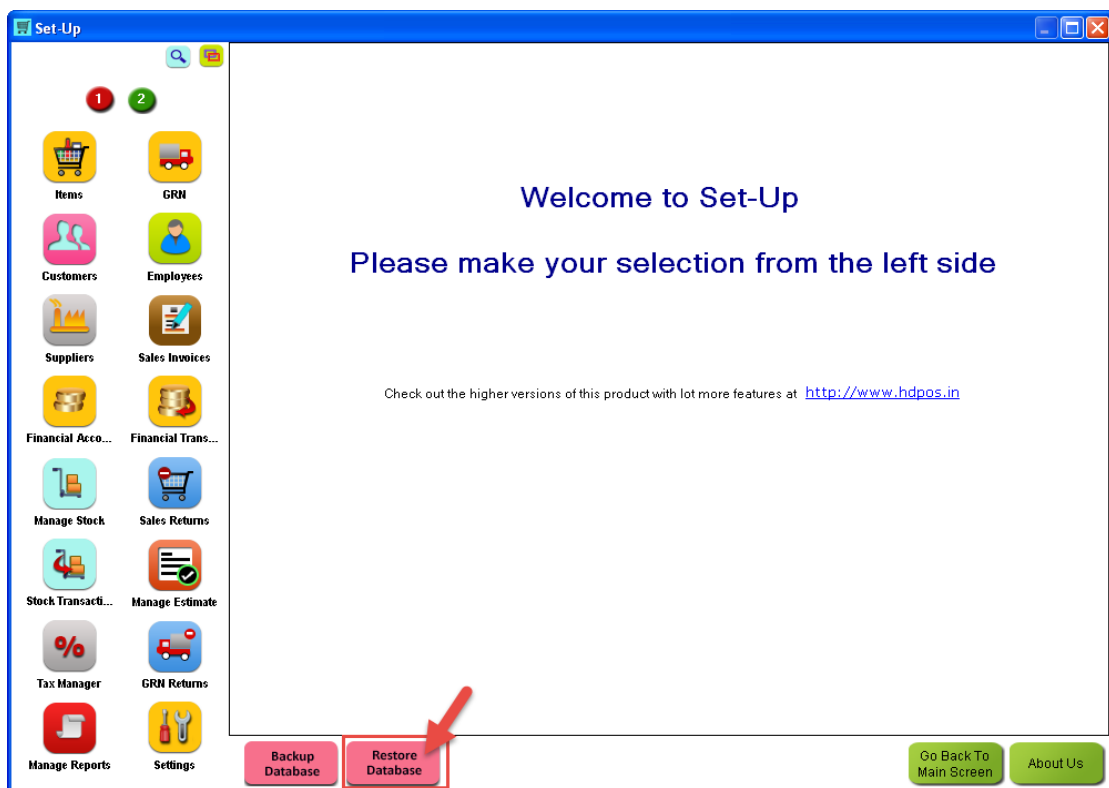 Set-Up
1 2
Items GRN
Customers Employees
Suppliers Sales Invoices
Financial Acco... Financial Trans...
Manage Stock Sales Returns
Stock Transacti... Manage Estimate
%
Tax Manager GRN Returns
Manage Reports Settings
Welcome to Set-Up
Please make your selection from the left side
Check out the higher versions of this product with lot more features at http://www.hdpos.in
Backup
Database
Restore
Database
Go Back To
Main Screen
About Us